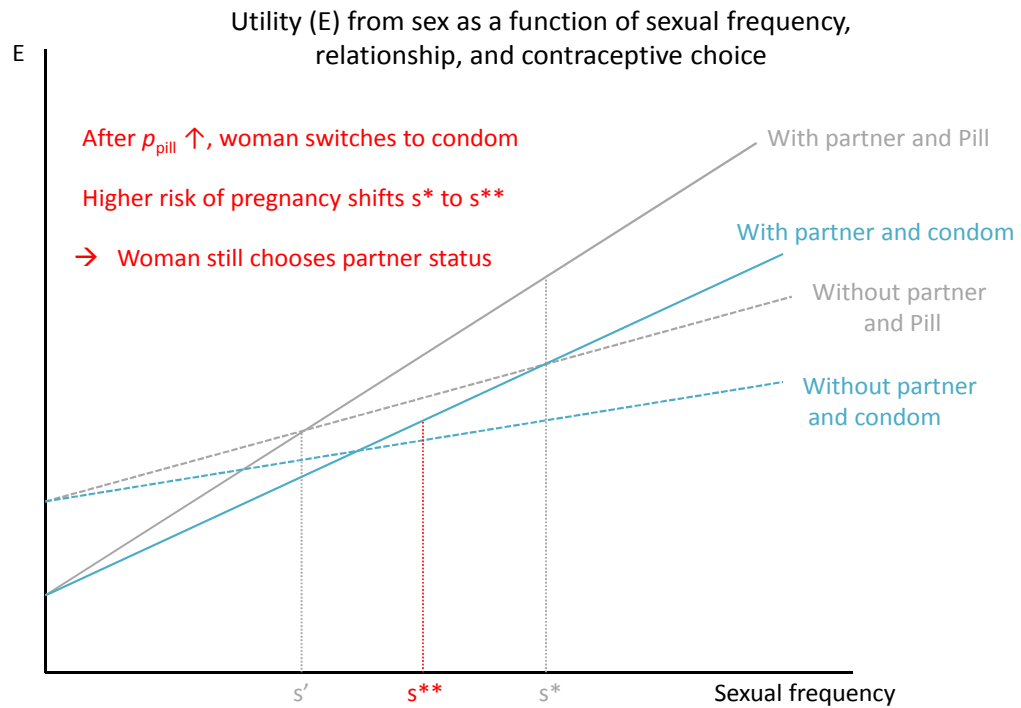 Utility (E) from sex as a function of sexual frequency,
relationship, and contraceptive choice
E
After p_pill ↑, woman switches to condom
Higher risk of pregnancy shifts s* to s**
→ Woman still chooses partner status
With partner and Pill
With partner and condom
Without partner
and Pill
Without partner
and condom
s' s** s* Sexual frequency